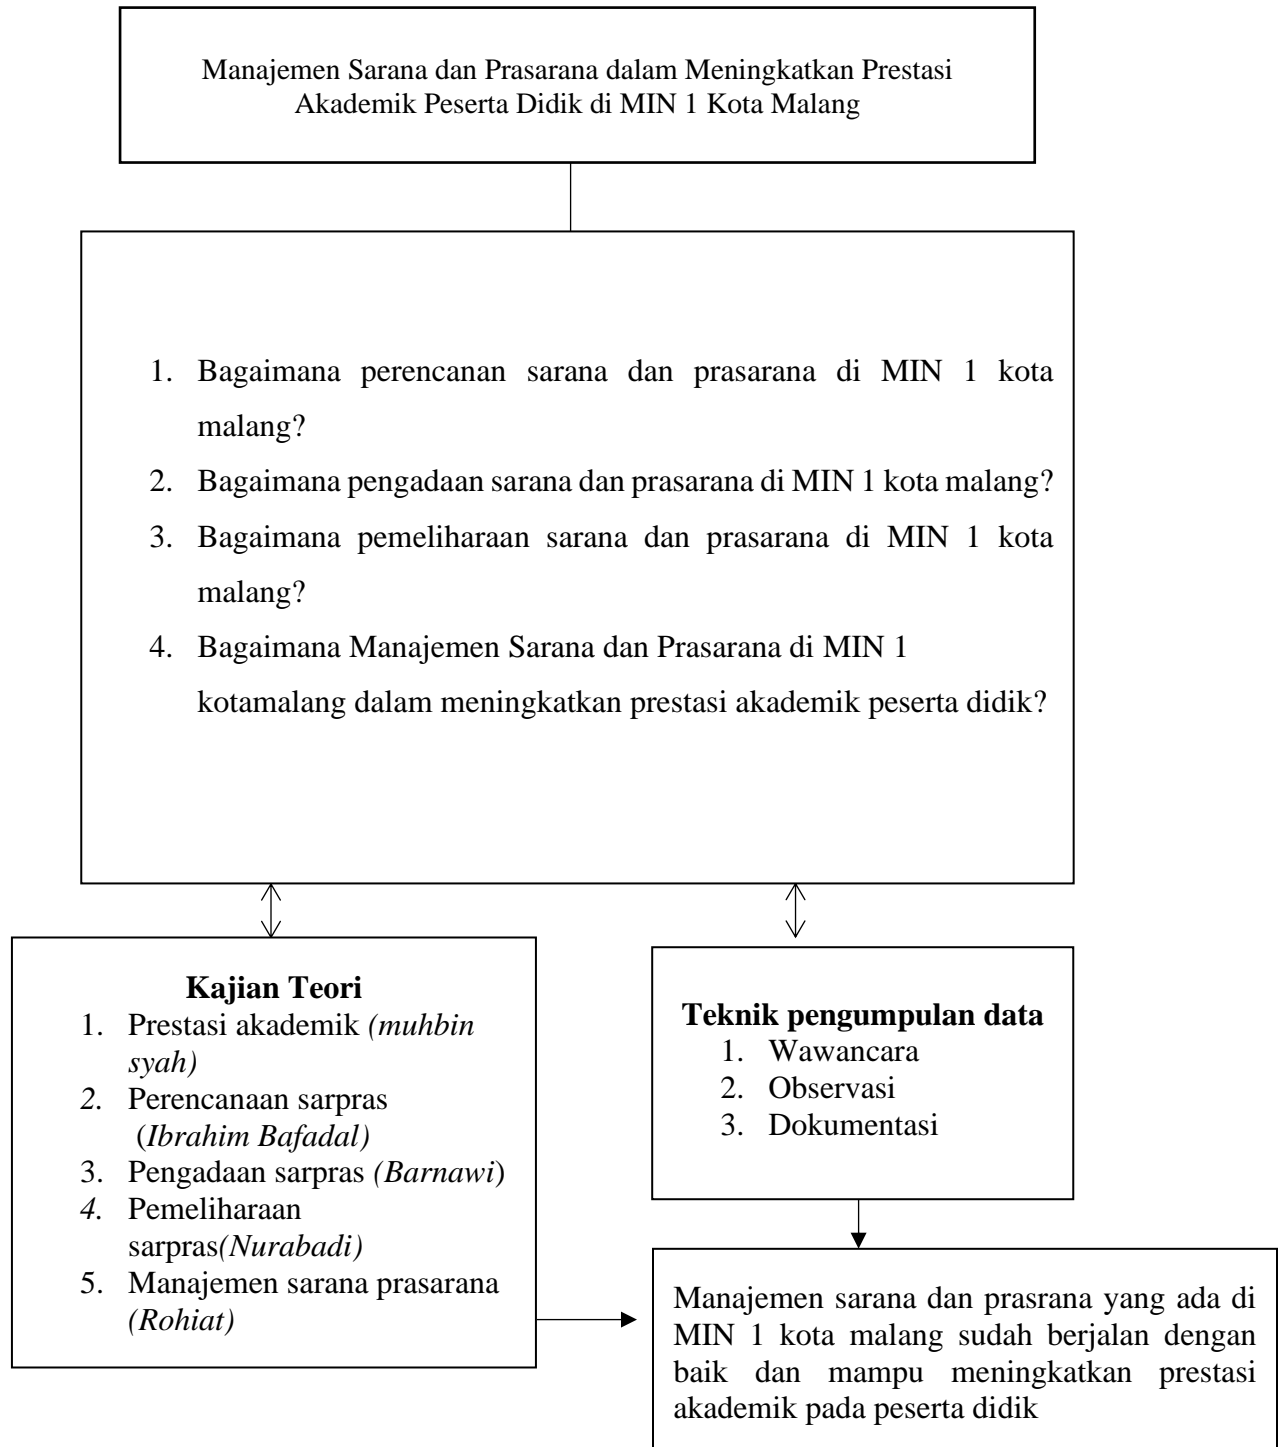 Manajemen Sarana dan Prasarana dalam Meningkatkan Prestasi
Akademik Peserta Didik di MIN 1 Kota Malang
1. Bagaimana perencanan sarana dan prasarana di MIN 1 kota
malang?
2. Bagaimana pengadaan sarana dan prasarana di MIN 1 kota malang?
3. Bagaimana pemeliharaan sarana dan prasarana di MIN 1 kota
malang?
4. Bagaimana Manajemen Sarana dan Prasarana di MIN 1
kotamalang dalam meningkatkan prestasi akademik peserta didik?
Kajian Teori
1. Prestasi akademik (muhbin
syah)
2. Perencanaan sarpras
(Ibrahim Bafadal)
3. Pengadaan sarpras (Barnawi)
4. Pemeliharaan
sarpras(Nurabadi)
5. Manajemen sarana prasarana
(Rohiat)
Teknik pengumpulan data
1. Wawancara
2. Observasi
3. Dokumentasi
Manajemen sarana dan prasrana yang ada di
MIN 1 kota malang sudah berjalan dengan
baik dan mampu meningkatkan prestasi
akademik pada peserta didik